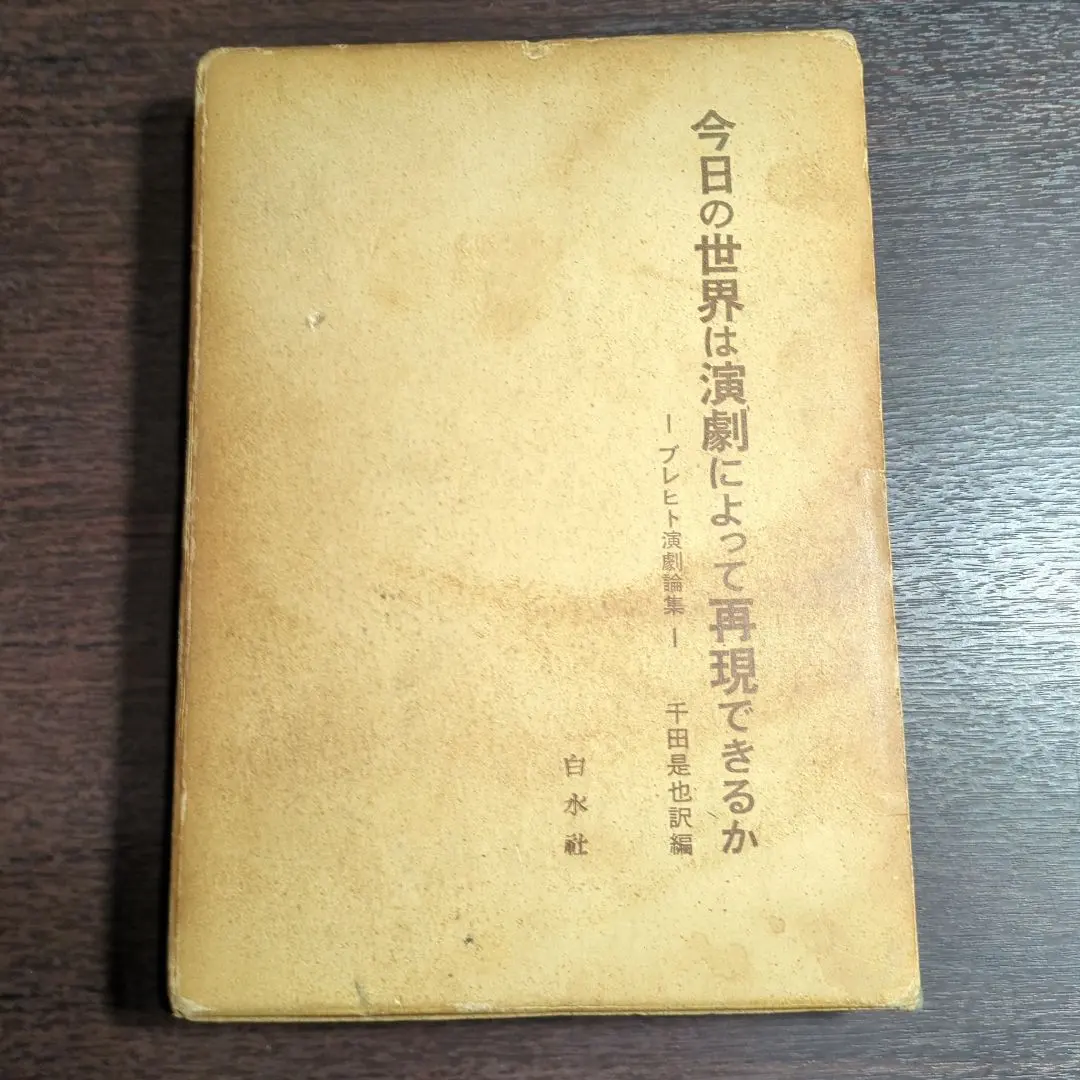 今日の世界は演劇によって再現できるか
ーブレヒト演劇論集ー
千田是也訳編
白水社